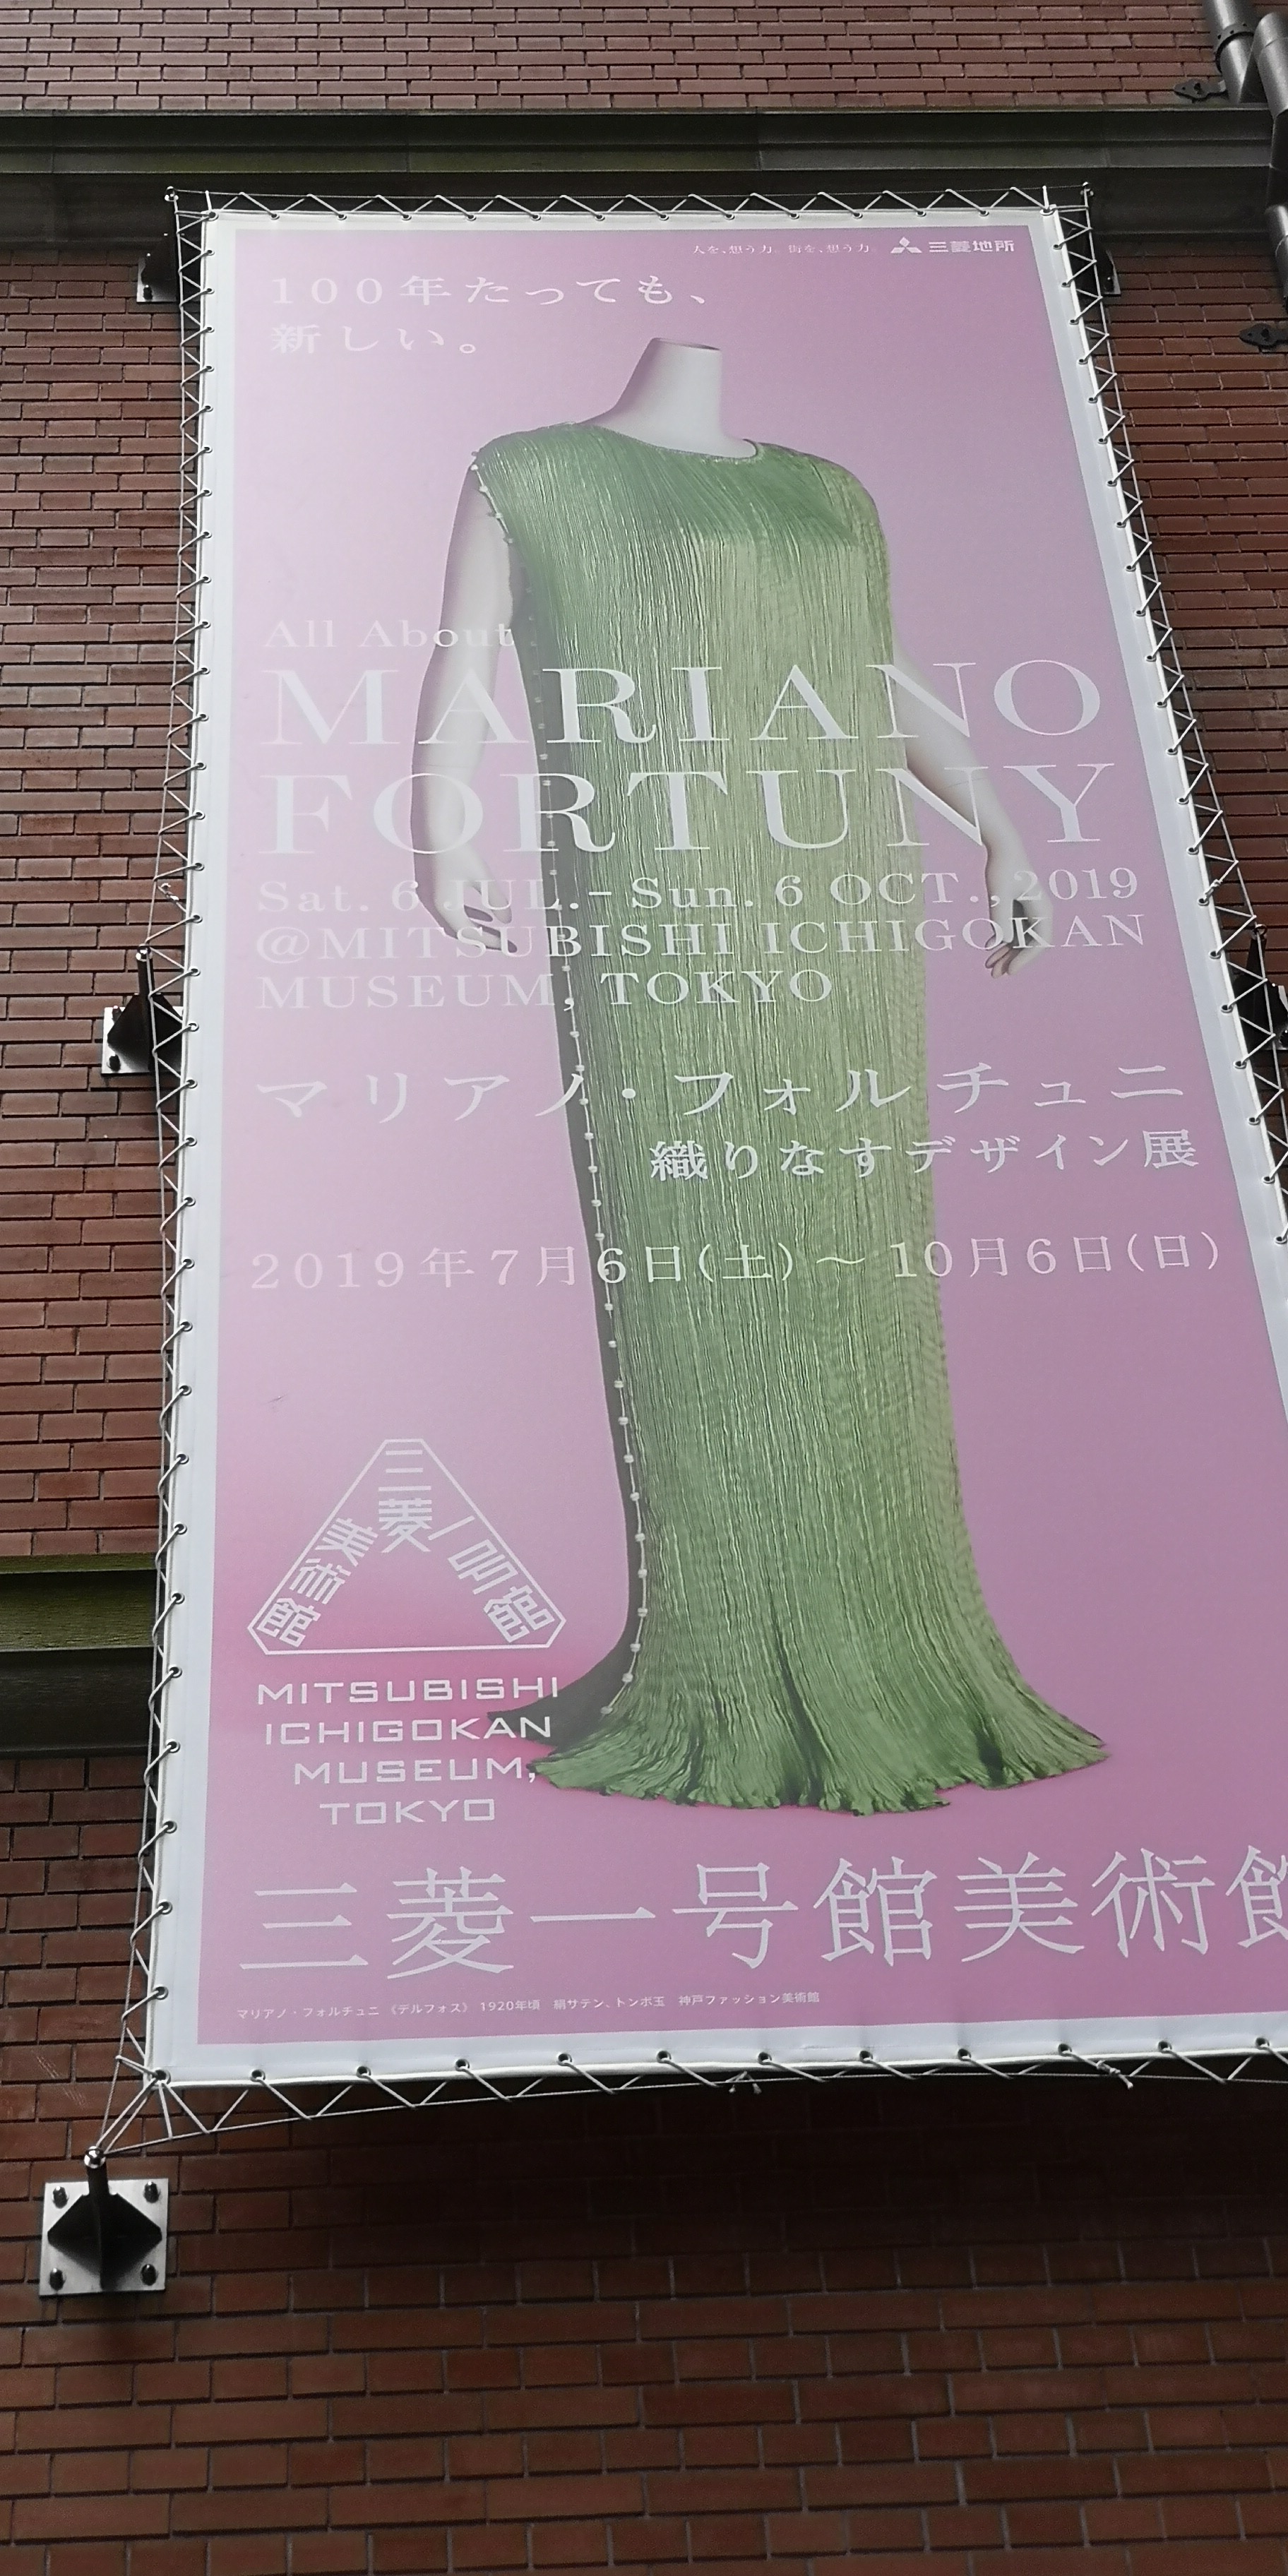 人を、想う力。街を、想う力。 三菱地所
100年たっても、
新しい。
All About
MARIANO
FORTUNY
Sat. 6 JUL.-Sun. 6 OCT., 2019
@MITSUBISHI ICHIGOKAN
MUSEUM, TOKYO
マリアノ・フォルチュニ
織りなすデザイン展
2019年7月6日(土)～10月6日(日)
三菱一号館
美術館
MITSUBISHI
ICHIGOKAN
MUSEUM,
TOKYO
三菱一号館美術館
マリアノ・フォルチュニ 《デルフォス》 1920年頃 絹サテン、トンボ玉 神戸ファッション美術館